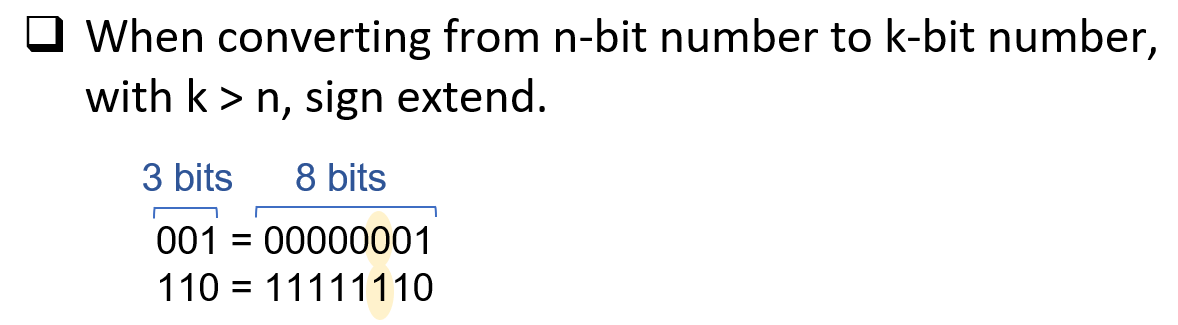 ❑ When converting from n-bit number to k-bit number,
with k > n, sign extend.
3 bits 8 bits
001 = 00000001
110 = 11111110